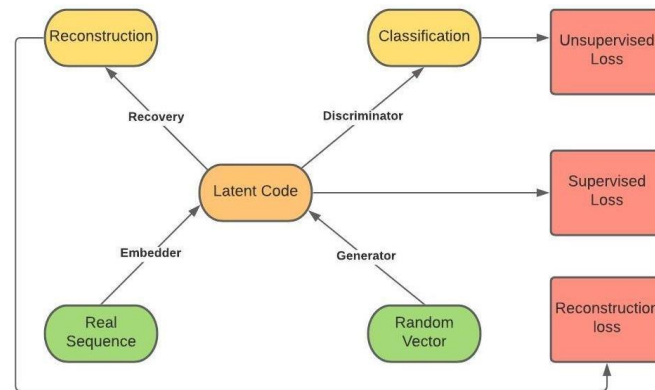 Reconstruction
Classification
Unsupervised
Loss
Recovery
Discriminator
Latent Code
Supervised
Loss
Embedder
Generator
Real
Sequence
Random
Vector
Reconstruction
loss